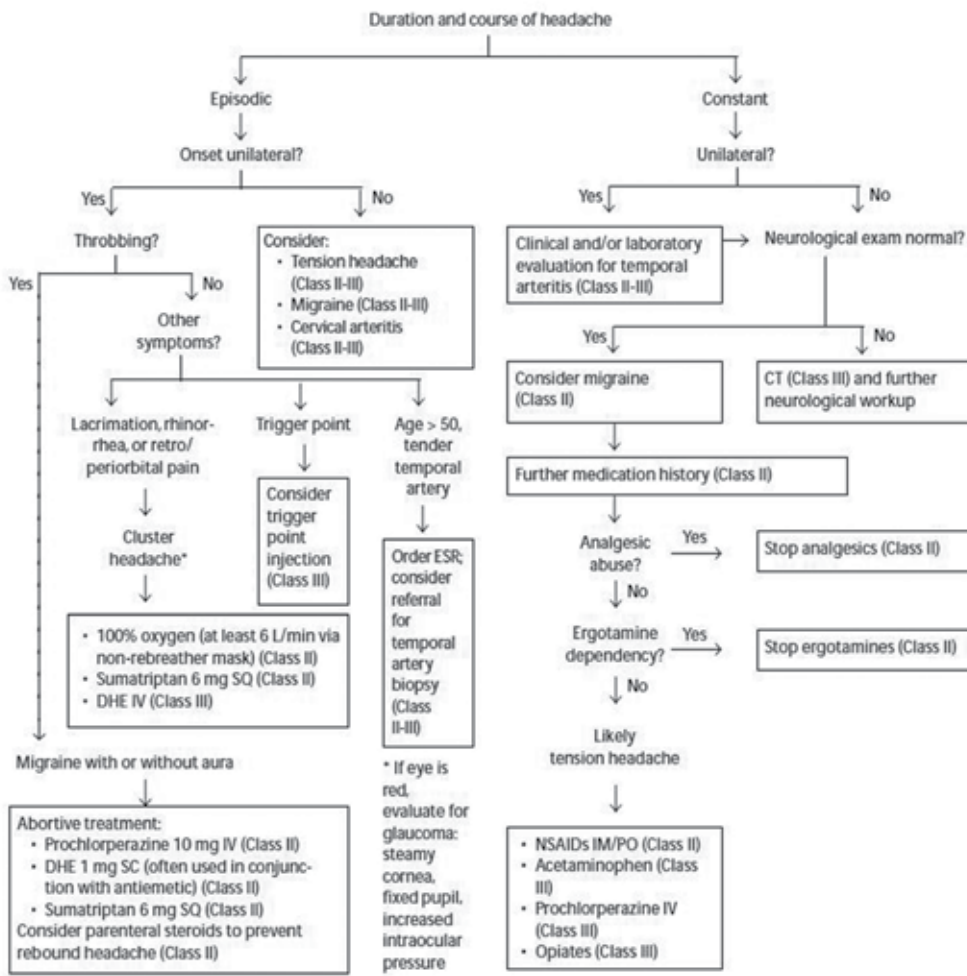 Duration and course of headache
Episodic
Constant
Onset unilateral?
Unilateral?
Yes
No
Yes
No
Throbbing?
Consider:
• Tension headache
(Class II-III)
• Migraine (Class II-III)
• Cervical arteritis
(Class II-III)
Clinical and/or laboratory
evaluation for temporal
arteritis (Class II-III)
Neurological exam normal?
Yes
No
Other
symptoms?
Yes
No
Consider migraine
(Class II)
CT (Class III) and further
neurological workup
Lacrimation, rhinor-
rhea, or retro/
periorbital pain
Trigger point
Age > 50,
tender
temporal
artery
Further medication history (Class II)
Cluster
headache*
Consider
trigger
point
injection
(Class III)
Order ESR;
consider
referral
for
temporal
artery
biopsy
(Class
II-III)
Analgesic
abuse?
Yes
Stop analgesics (Class II)
No
• 100% oxygen (at least 6 L/min via
non-rebreather mask) (Class II)
• Sumatriptan 6 mg SQ (Class II)
• DHE IV (Class III)
Ergotamine
dependency?
Yes
Stop ergotamines (Class II)
No
Likely
tension headache
Migraine with or without aura
* If eye is
red,
evaluate for
glaucoma:
steamy
cornea,
fixed pupil,
increased
intraocular
pressure
Abortive treatment:
• Prochlorperazine 10 mg IV (Class II)
• DHE 1 mg SC (often used in conjunc-
tion with antiemetic) (Class II)
• Sumatriptan 6 mg SQ (Class II)
Consider parenteral steroids to prevent
rebound headache (Class II)
• NSAIDs IM/PO (Class II)
• Acetaminophen (Class
III)
• Prochlorperazine IV
(Class III)
• Opiates (Class III)